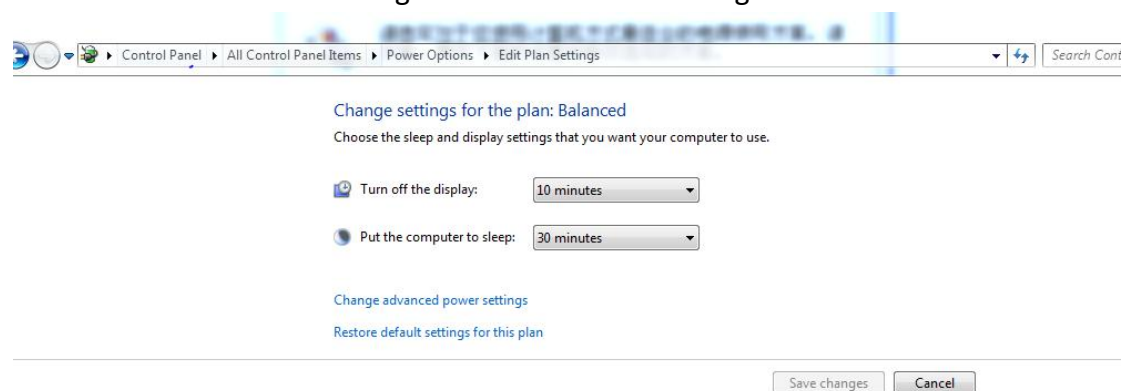 Control Panel ▸ All Control Panel Items ▸ Power Options ▸ Edit Plan Settings
Search Cont
Change settings for the plan: Balanced
Choose the sleep and display settings that you want your computer to use.
Turn off the display: 10 minutes
Put the computer to sleep: 30 minutes
Change advanced power settings
Restore default settings for this plan
Save changes Cancel